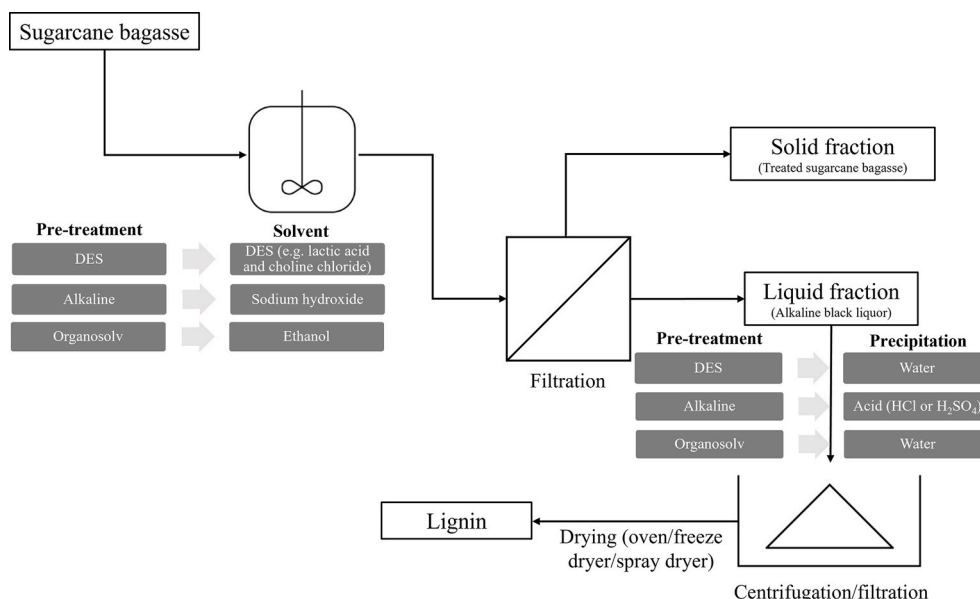 Sugarcane bagasse
Solid fraction
(Treated sugarcane bagasse)
Pre-treatment
Solvent
DES
DES (e.g. lactic acid
and choline chloride)
Alkaline
Sodium hydroxide
Organosolv
Ethanol
Filtration
Liquid fraction
(Alkaline black liquor)
Pre-treatment
Precipitation
DES
Water
Alkaline
Acid (HCl or H₂SO₄)
Organosolv
Water
Lignin
Drying (oven/freeze
dryer/spray dryer)
Centrifugation/filtration